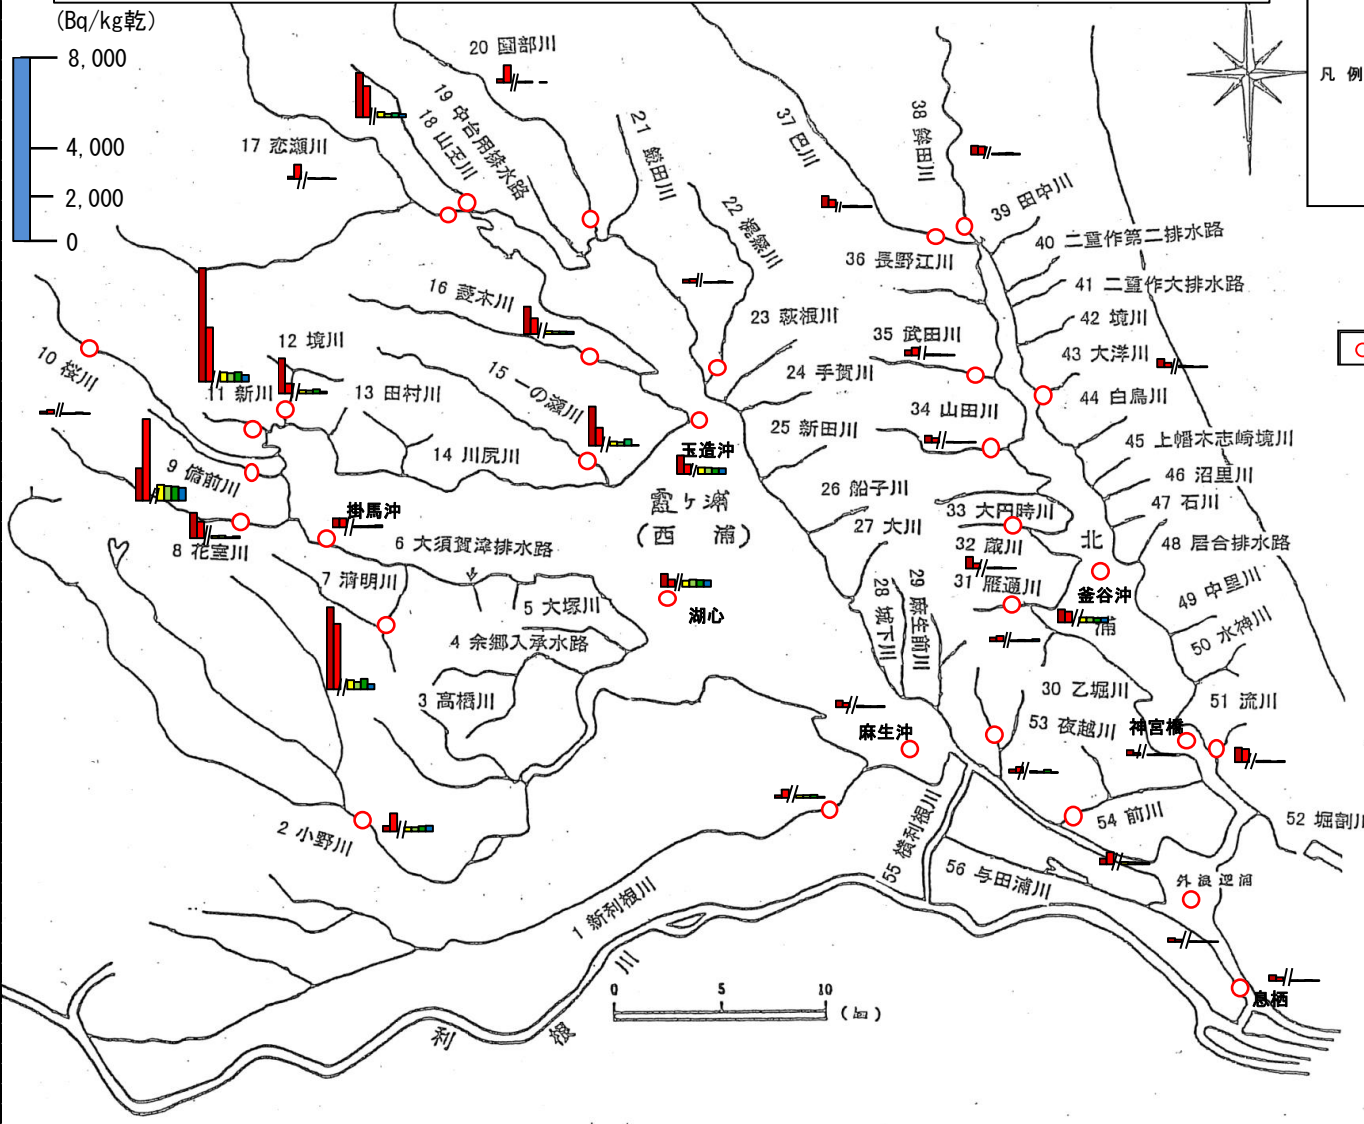 (Bq/kg乾)
8,000
4,000
2,000
0
凡 例
20 園部川
19 中台用排水路
18 山王川
17 恋瀬川
21 鏡田川
22 梶無川
37 巴川
38 鉾田川
39 田中川
40 二重作第二排水路
41 二重作大排水路
42 境川
43 大洋川
44 白鳥川
45 上幡木志崎境川
46 沼里川
47 石川
48 居合排水路
49 中里川
50 水神川
51 流川
52 堀割川
36 長野江川
35 武田川
34 山田川
33 大円時川
32 蔵川
31 雁通川
30 乙堀川
53 夜越川
54 前川
16 菱木川
15 一の瀬川
14 川尻川
13 田村川
12 境川
11 新川
10 桜川
9 備前川
8 花室川
7 清明川
6 大須賀津排水路
5 大塚川
4 余郷入承水路
3 高橋川
2 小野川
1 新利根川
23 萩根川
24 手賀川
25 新田川
26 船子川
27 大川
28 城下川
29 麻生前川
55 横利根川
56 与田浦川
玉造沖
霞ヶ浦
(西 浦)
掛馬沖
湖心
麻生沖
北
浦
釜谷沖
神宮橋
外浪逆浦
息栖
利
根
川
0 5 10